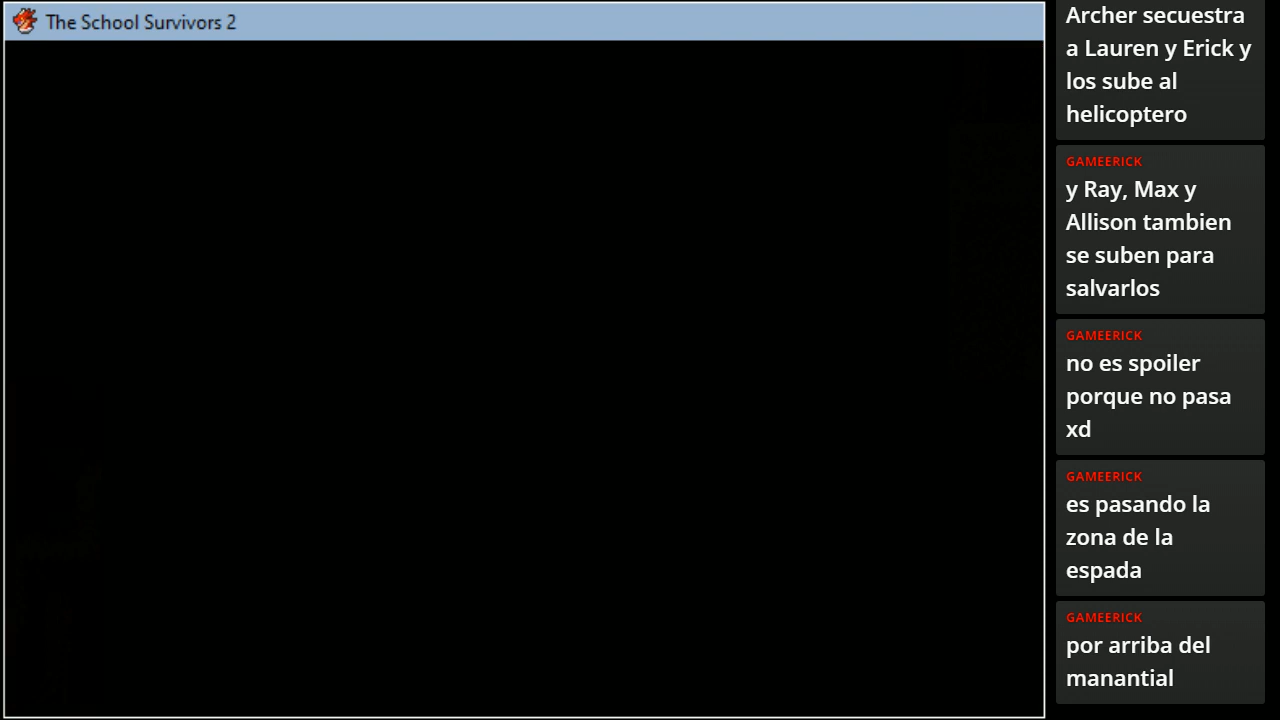 The School Survivors 2
Archer secuestra
a Lauren y Erick y
los sube al
helicoptero
GAMEERICK
y Ray, Max y
Allison tambien
se suben para
salvarlos
GAMEERICK
no es spoiler
porque no pasa
xd
GAMEERICK
es pasando la
zona de la
espada
GAMEERICK
por arriba del
manantial